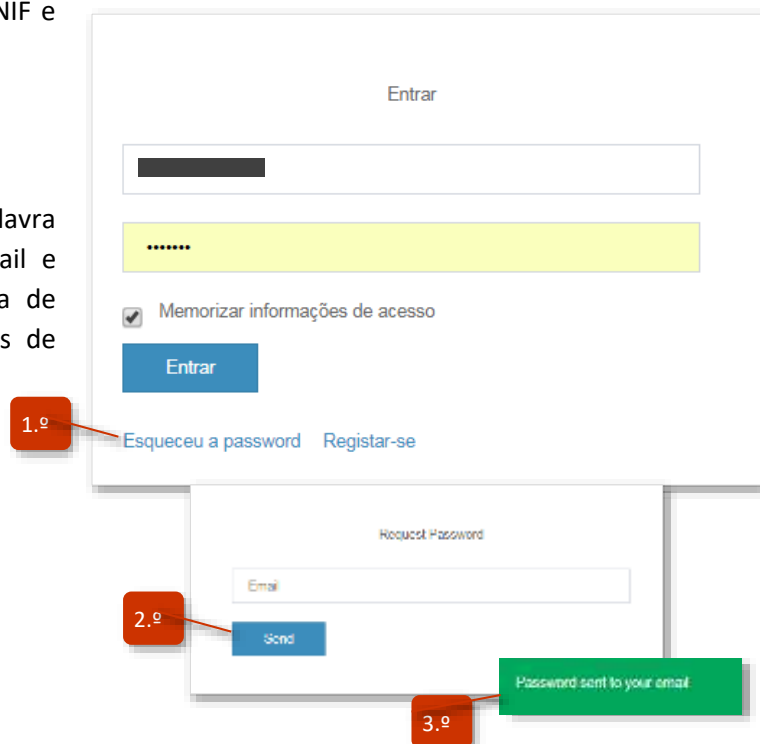 NIF e
Entrar
lavra
ail e
a de
s de
•••••••
Memorizar informações de acesso
Entrar
1.º
Esqueceu a password Registar-se
Request Password
Email
2.º
Send
Password sent to your email
3.º